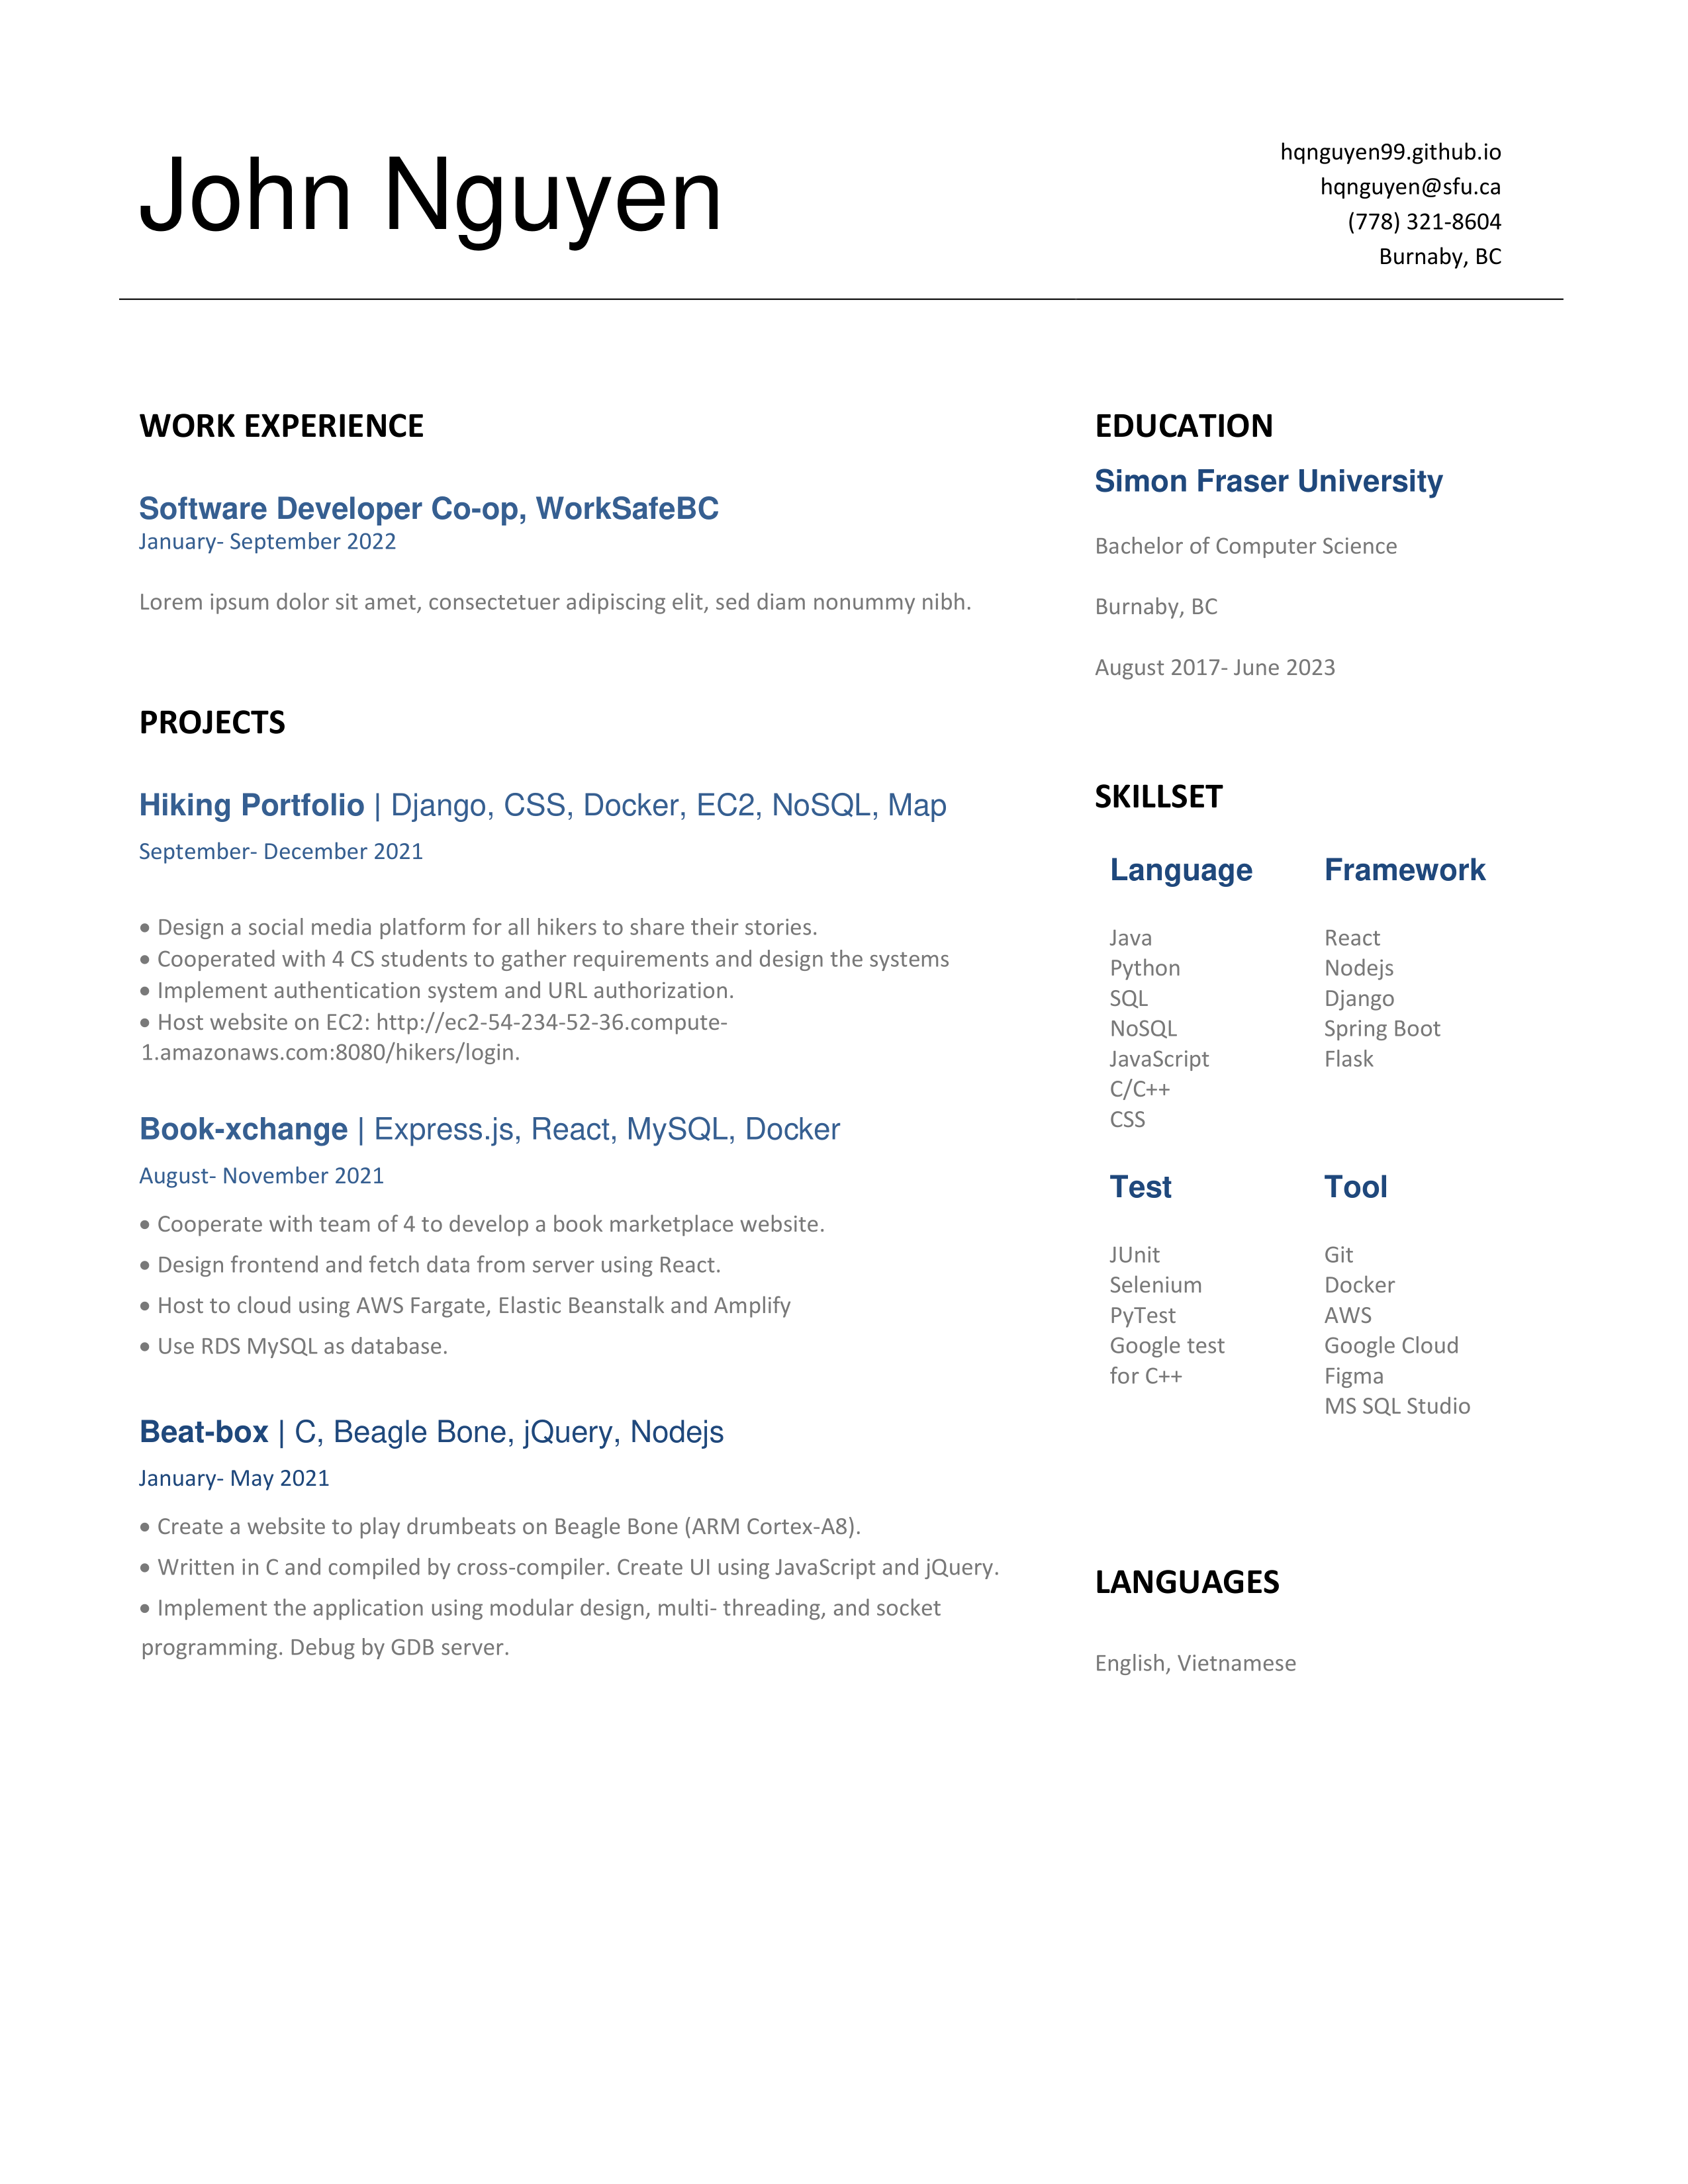 John Nguyen
hqnguyen99.github.io
hqnguyen@sfu.ca
(778) 321-8604
Burnaby, BC
WORK EXPERIENCE
Software Developer Co-op, WorkSafeBC
January- September 2022
Lorem ipsum dolor sit amet, consectetuer adipiscing elit, sed diam nonummy nibh.
PROJECTS
Hiking Portfolio | Django, CSS, Docker, EC2, NoSQL, Map
September- December 2021
• Design a social media platform for all hikers to share their stories.
• Cooperated with 4 CS students to gather requirements and design the systems
• Implement authentication system and URL authorization.
• Host website on EC2: http://ec2-54-234-52-36.compute-
1.amazonaws.com:8080/hikers/login.
Book-xchange | Express.js, React, MySQL, Docker
August- November 2021
• Cooperate with team of 4 to develop a book marketplace website.
• Design frontend and fetch data from server using React.
• Host to cloud using AWS Fargate, Elastic Beanstalk and Amplify
• Use RDS MySQL as database.
Beat-box | C, Beagle Bone, jQuery, Nodejs
January- May 2021
• Create a website to play drumbeats on Beagle Bone (ARM Cortex-A8).
• Written in C and compiled by cross-compiler. Create UI using JavaScript and jQuery.
• Implement the application using modular design, multi- threading, and socket
programming. Debug by GDB server.
EDUCATION
Simon Fraser University
Bachelor of Computer Science
Burnaby, BC
August 2017- June 2023
SKILLSET
Language
Java
Python
SQL
NoSQL
JavaScript
C/C++
CSS
Framework
React
Nodejs
Django
Spring Boot
Flask
Test
JUnit
Selenium
PyTest
Google test
for C++
Tool
Git
Docker
AWS
Google Cloud
Figma
MS SQL Studio
LANGUAGES
English, Vietnamese